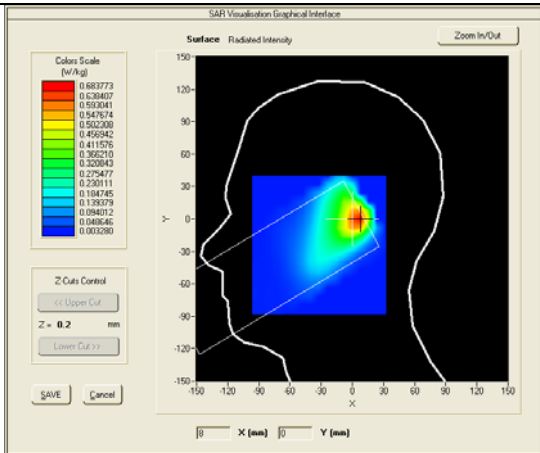 SAR Visualisation Graphical Interface
Surface Radiated Intensity
Zoom In/Out
Colors Scale
(W/kg)
0.683773
0.638407
0.593041
0.547674
0.502308
0.456942
0.411576
0.366210
0.320843
0.275477
0.230111
0.184745
0.139379
0.094012
0.048646
0.003280
Z-Cuts Control
<< Upper Cut
Z = 0.2 mm
Lower Cut >>
SAVE Cancel
150
120
90
60
30
0
-30
-60
-90
-120
-150
Y
-150 -120 -90 -60 -30 0 30 60 90 120 150
X
8 X (mm) 0 Y (mm)